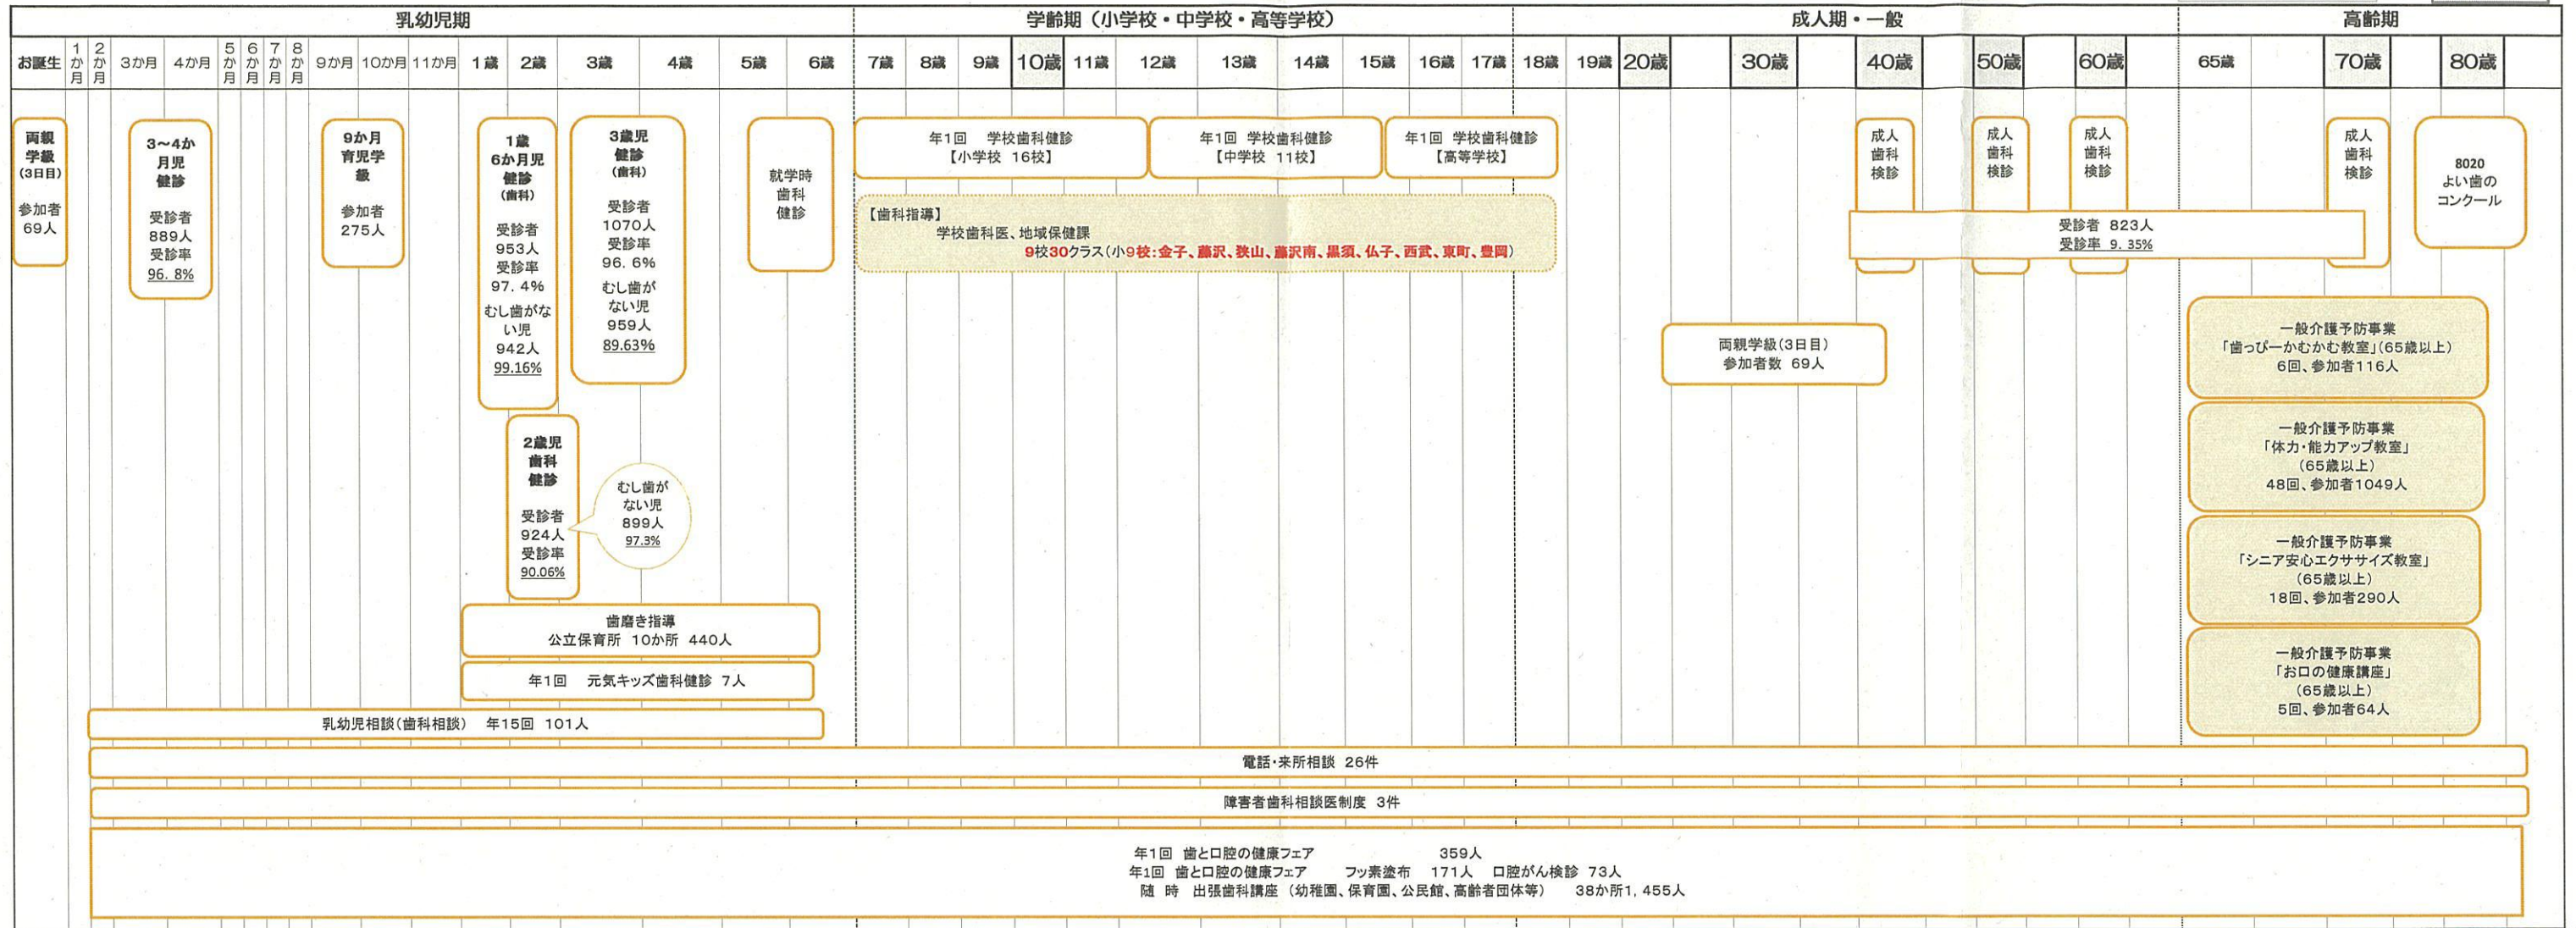 乳幼児期
学齢期（小学校・中学校・高等学校）
成人期・一般
高齢期
お誕生
1か月
2か月
3か月
4か月
5か月
6か月
7か月
8か月
9か月
10か月
11か月
1歳
2歳
3歳
4歳
5歳
6歳
7歳
8歳
9歳
10歳
11歳
12歳
13歳
14歳
15歳
16歳
17歳
18歳
19歳
20歳
30歳
40歳
50歳
60歳
65歳
70歳
80歳
両親
学級
(3日目)
参加者
69人
3～4か
月児
健診
受診者
889人
受診率
96.8%
9か月
育児学
級
参加者
275人
1歳
6か月児
健診
(歯科)
受診者
953人
受診率
97.4%
むし歯がな
い児
942人
99.16%
3歳児
健診
(歯科)
受診者
1070人
受診率
96.6%
むし歯が
ない児
959人
89.63%
就学時
歯科
健診
年1回 学校歯科健診
【小学校 16校】
年1回 学校歯科健診
【中学校 11校】
年1回 学校歯科健診
【高等学校】
【歯科指導】
学校歯科医、地域保健課
9校30クラス(小9校:金子、藤沢、狭山、藤沢南、黒須、仏子、西武、東町、豊岡)
成人
歯科
検診
成人
歯科
検診
成人
歯科
検診
成人
歯科
検診
受診者 823人
受診率 9.35%
8020
よい歯の
コンクール
両親学級(3日目)
参加者数 69人
一般介護予防事業
「歯っぴーかむかむ教室」(65歳以上)
6回、参加者116人
一般介護予防事業
「体力・能力アップ教室」
(65歳以上)
48回、参加者1049人
一般介護予防事業
「シニア安心エクササイズ教室」
(65歳以上)
18回、参加者290人
一般介護予防事業
「お口の健康講座」
(65歳以上)
5回、参加者64人
2歳児
歯科
健診
受診者
924人
受診率
90.06%
むし歯が
ない児
899人
97.3%
歯磨き指導
公立保育所 10か所 440人
年1回 元気キッズ歯科健診 7人
乳幼児相談(歯科相談) 年15回 101人
電話・来所相談 26件
障害者歯科相談医制度 3件
年1回 歯と口腔の健康フェア 359人
年1回 歯と口腔の健康フェア フッ素塗布 171人 口腔がん検診 73人
随 時 出張歯科講座（幼稚園、保育園、公民館、高齢者団体等） 38か所1,455人